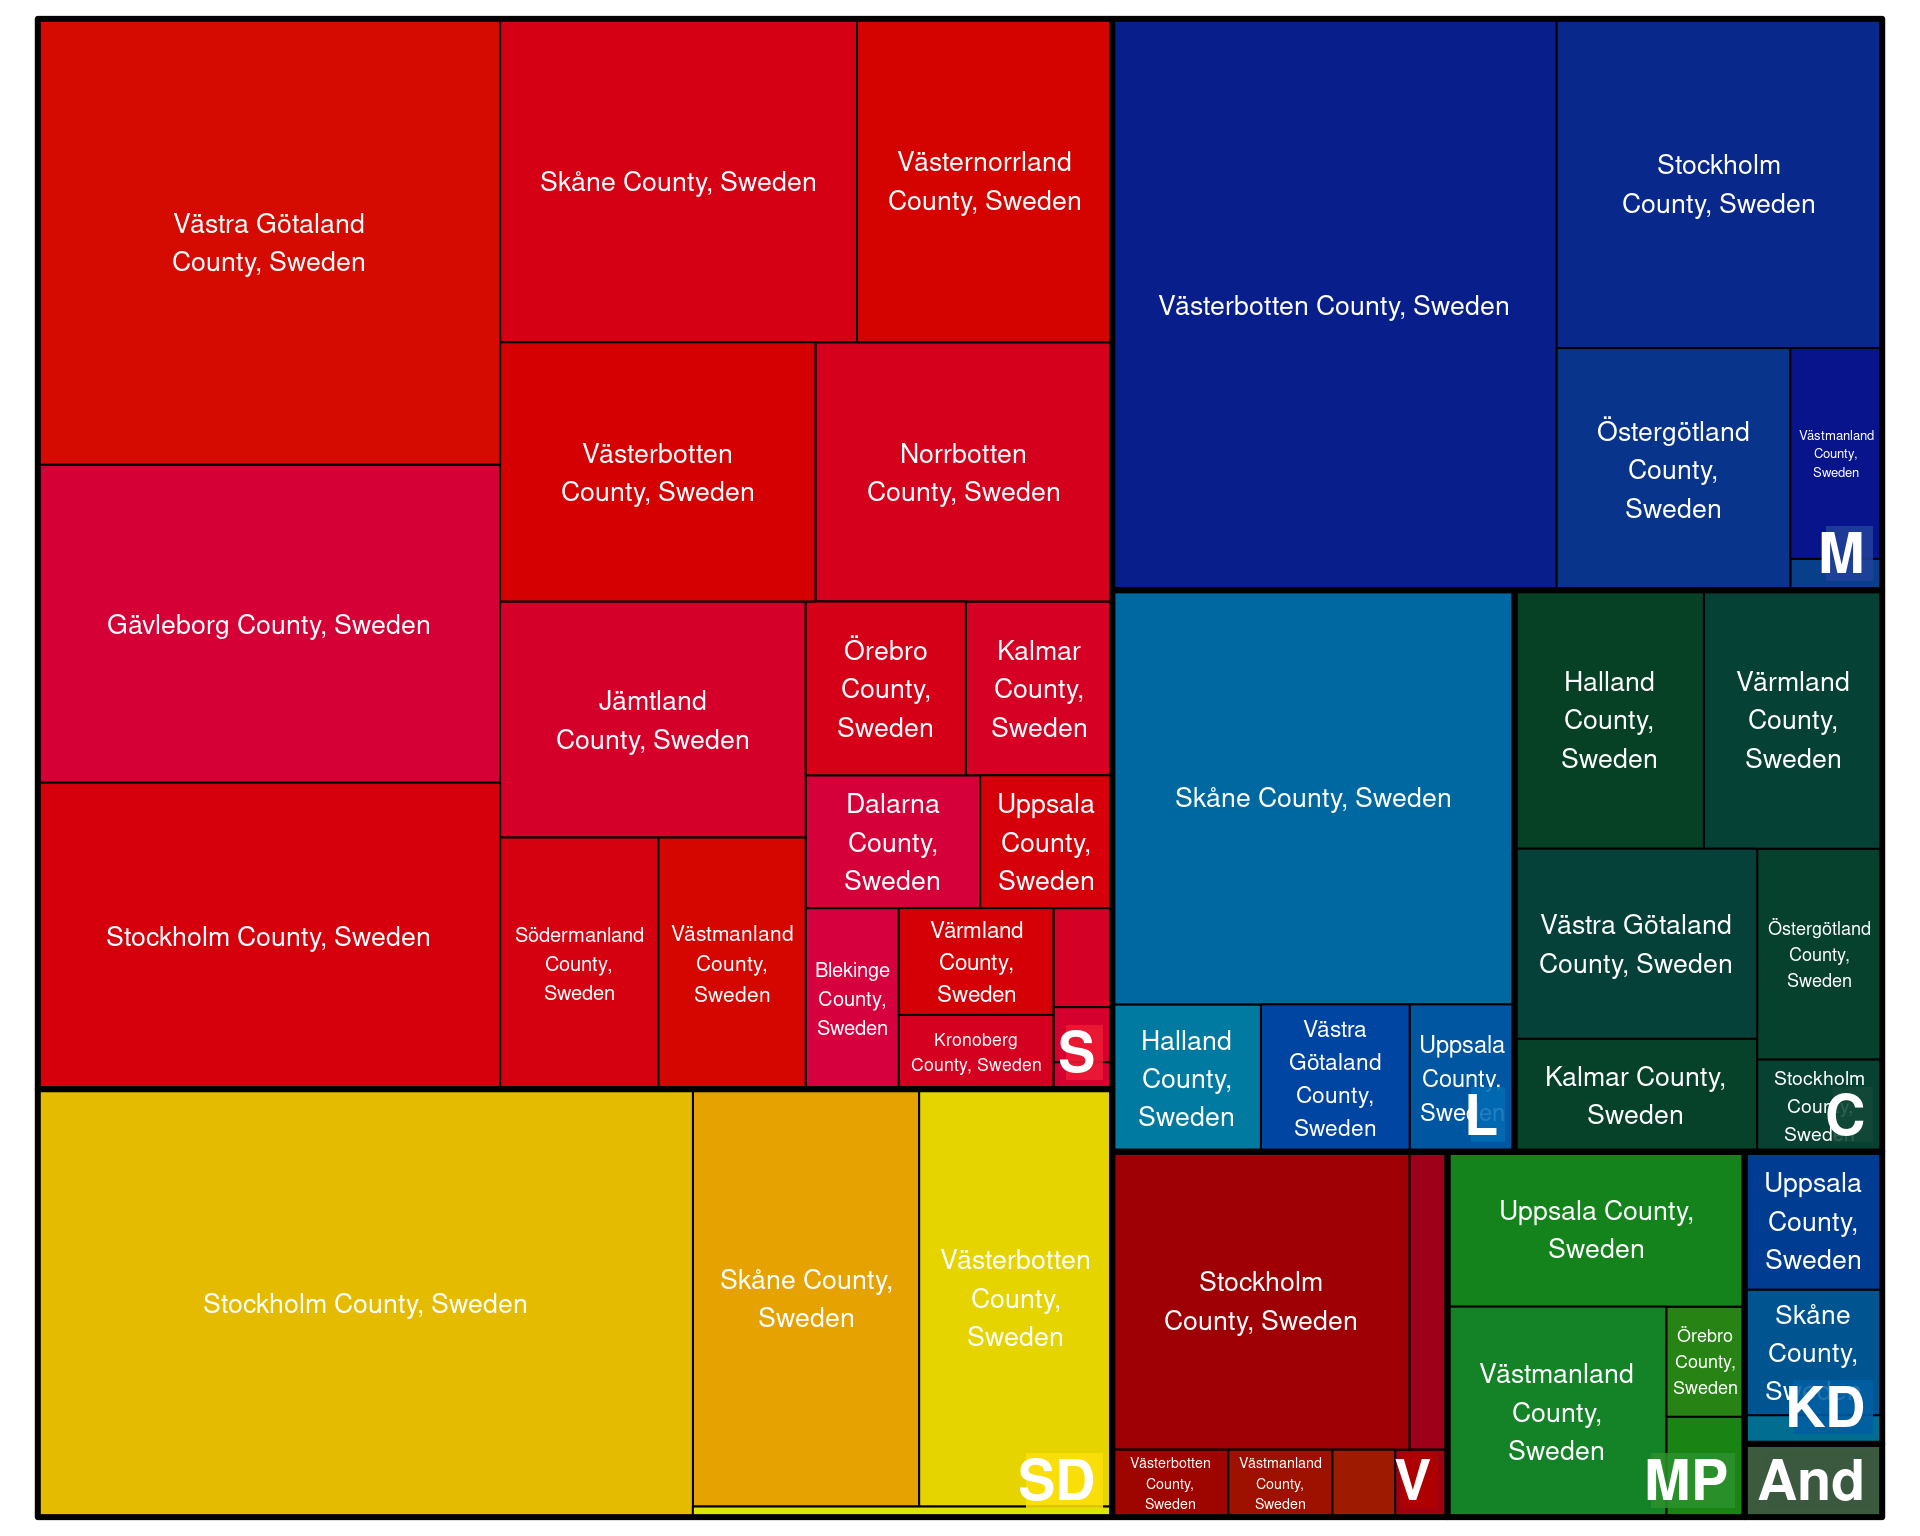 Västra Götaland
County, Sweden
Skåne County, Sweden
Västernorrland
County, Sweden
Västerbotten
County, Sweden
Norrbotten
County, Sweden
Gävleborg County, Sweden
Jämtland
County, Sweden
Örebro
County,
Sweden
Kalmar
County,
Sweden
Dalarna
County,
Sweden
Uppsala
County,
Sweden
Stockholm County, Sweden
Södermanland
County,
Sweden
Västmanland
County,
Sweden
Blekinge
County,
Sweden
Värmland
County,
Sweden
Kronoberg
County, Sweden
S
Stockholm County, Sweden
Skåne County,
Sweden
Västerbotten
County,
Sweden
SD
Västerbotten County, Sweden
Stockholm
County, Sweden
Östergötland
County,
Sweden
Västmanland
County,
Sweden
M
Skåne County, Sweden
Halland
County,
Sweden
Västra
Götaland
County,
Sweden
Uppsala
County,
Sweden
L
Halland
County,
Sweden
Värmland
County,
Sweden
Västra Götaland
County, Sweden
Östergötland
County,
Sweden
Kalmar County,
Sweden
Stockholm
County,
Sweden
C
Stockholm
County, Sweden
Västerbotten
County,
Sweden
Västmanland
County,
Sweden
V
Uppsala County,
Sweden
Västmanland
County,
Sweden
Örebro
County,
Sweden
MP
Uppsala
County,
Sweden
Skåne
County,
Sweden
KD
And